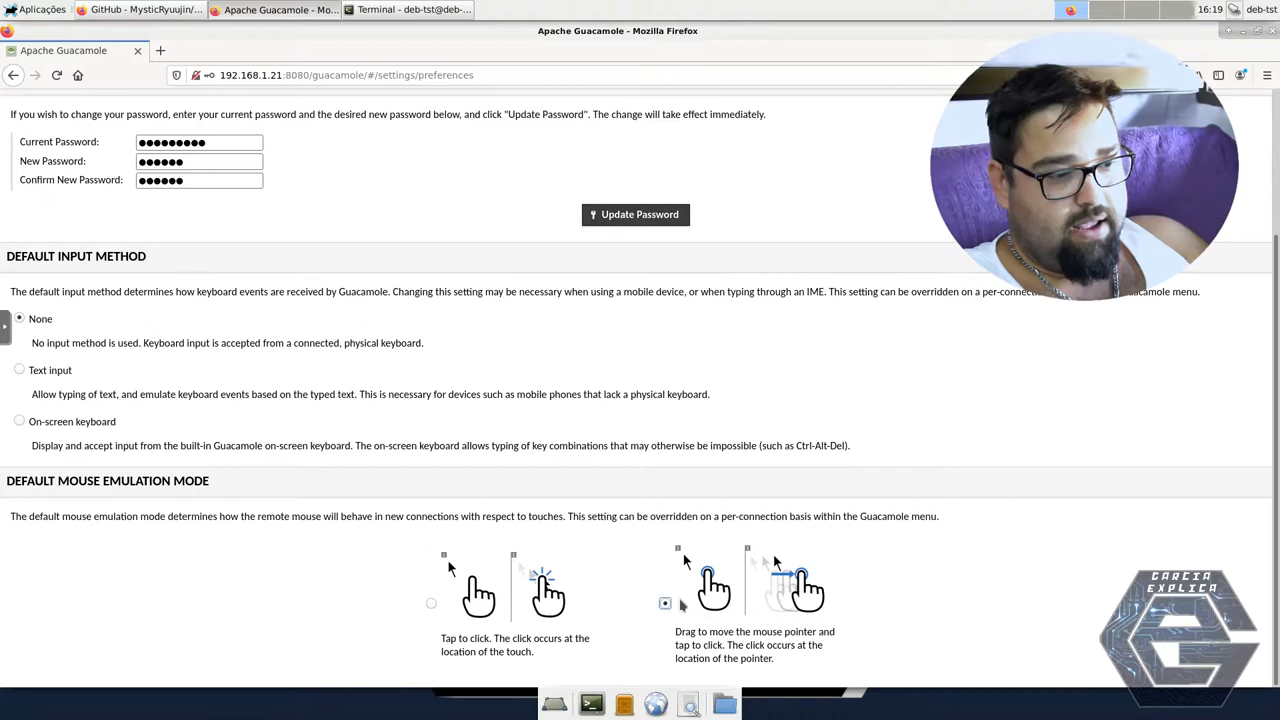 Aplicações
GitHub - MysticRyuujin/...
Apache Guacamole - Mo...
Terminal - deb-tst@deb-...
16:19
deb-tst
Apache Guacamole - Mozilla Firefox
Apache Guacamole
192.168.1.21:8080/guacamole/#/settings/preferences
If you wish to change your password, enter your current password and the desired new password below, and click "Update Password". The change will take effect immediately.
Current Password:
New Password:
Confirm New Password:
Update Password
DEFAULT INPUT METHOD
The default input method determines how keyboard events are received by Guacamole. Changing this setting may be necessary when using a mobile device, or when typing through an IME. This setting can be overridden on a menu.
None
No input method is used. Keyboard input is accepted from a connected, physical keyboard.
Text input
Allow typing of text, and emulate keyboard events based on the typed text. This is necessary for devices such as mobile phones that lack a physical keyboard.
On-screen keyboard
Display and accept input from the built-in Guacamole on-screen keyboard. The on-screen keyboard allows typing of key combinations that may otherwise be impossible (such as Ctrl-Alt-Del).
DEFAULT MOUSE EMULATION MODE
The default mouse emulation mode determines how the remote mouse will behave in new connections with respect to touches. This setting can be overridden on a per-connection basis within the Guacamole menu.
Tap to click. The click occurs at the
location of the touch.
Drag to move the mouse pointer and
tap to click. The click occurs at the
location of the pointer.
GARCIA
EXPLICA